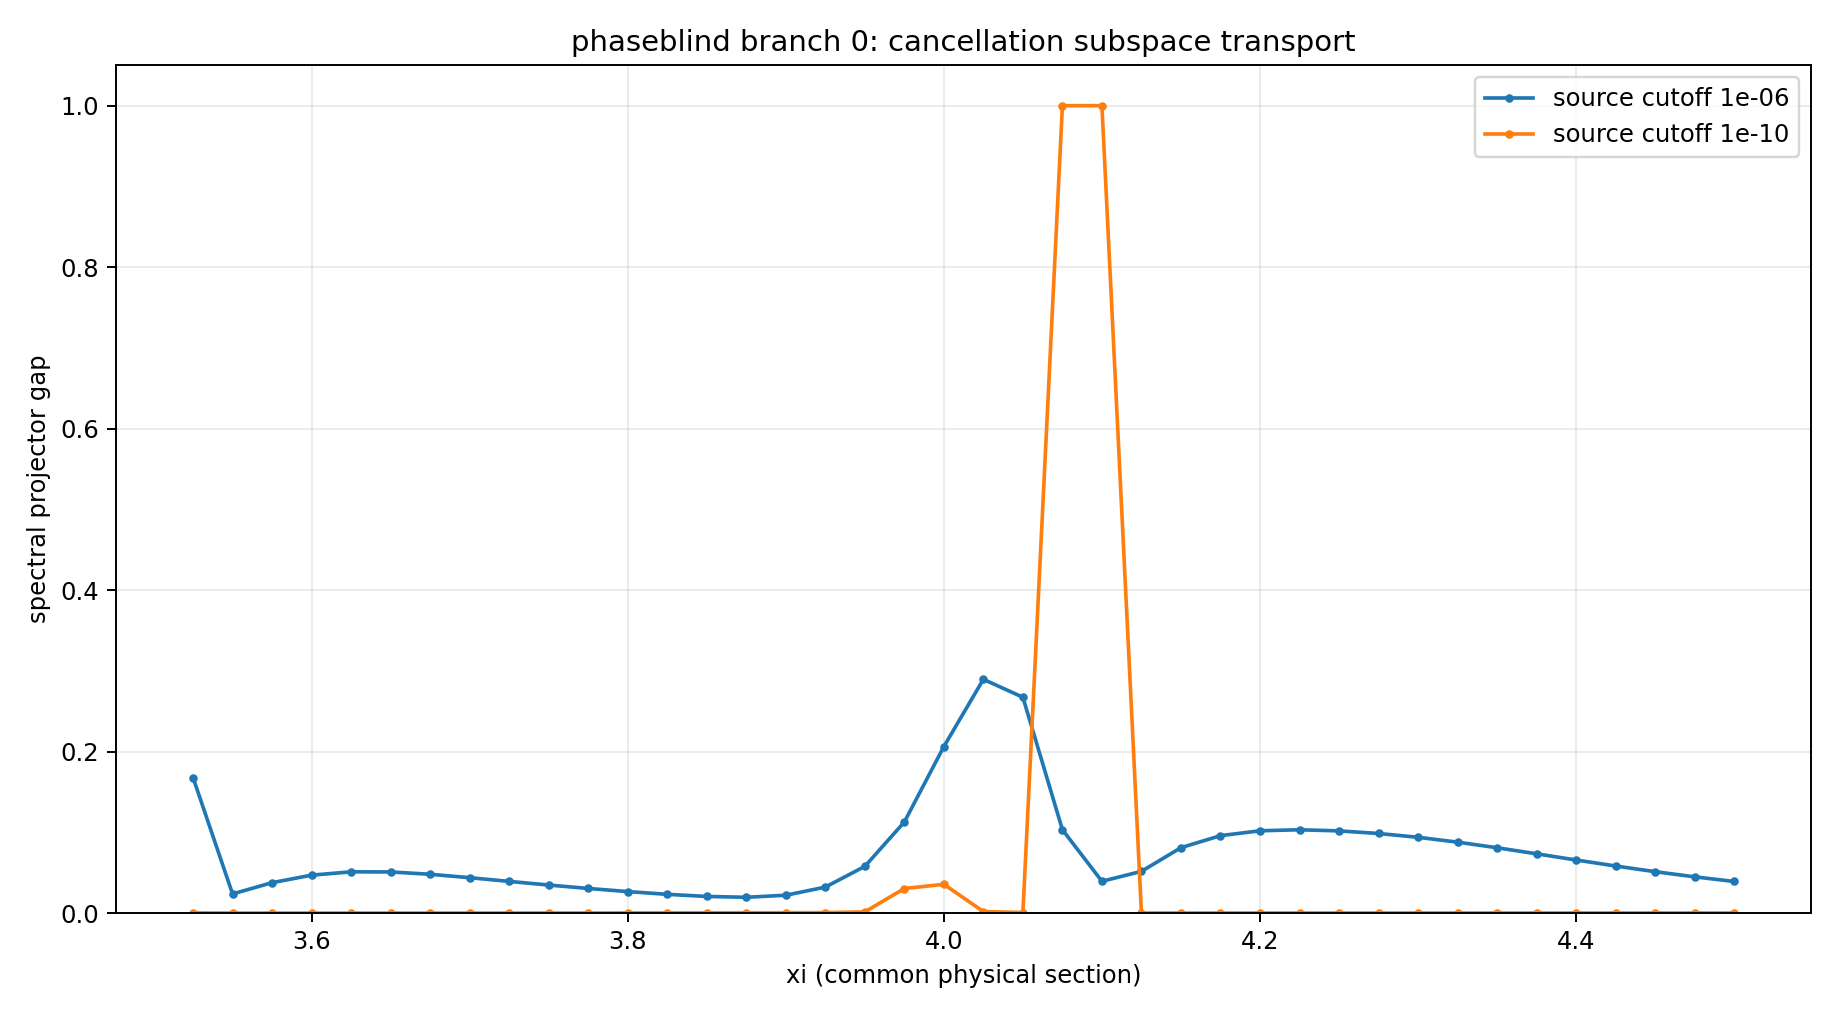 phaseblind branch 0: cancellation subspace transport
source cutoff 1e-06
source cutoff 1e-10
spectral projector gap
1.0
0.8
0.6
0.4
0.2
0.0
3.6
3.8
4.0
4.2
4.4
xi (common physical section)